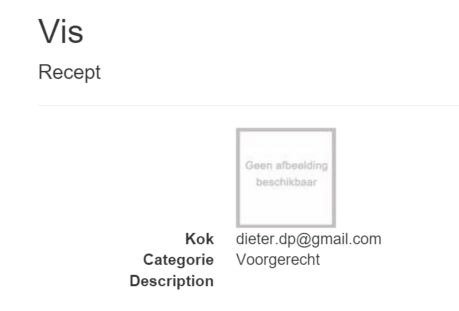 Vis
Recept
Geen afbeelding
beschikbaar
Kok dieter.dp@gmail.com
Categorie Voorgerecht
Description